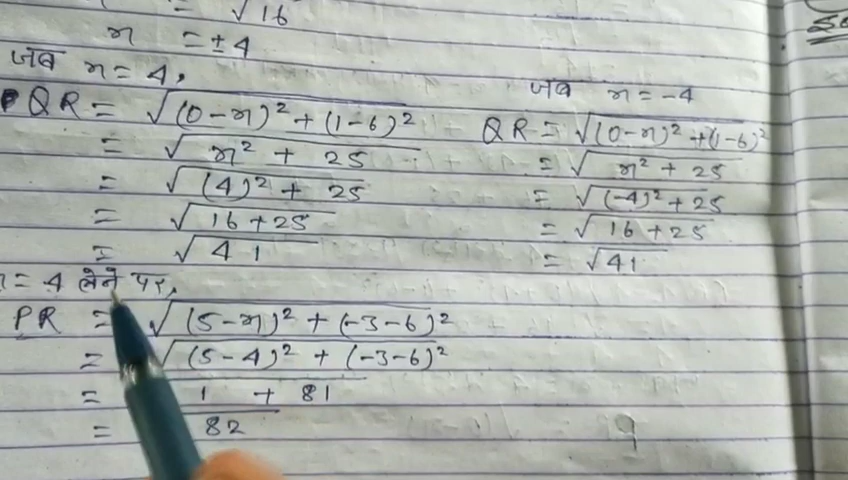 = √16
x = ±4
जब x = 4,
QR = √(0-x)² + (1-6)²
= √x² + 25
= √(4)² + 25
= √16+25
= √41
जब x = -4
QR = √(0-x)² + (1-6)²
= √x² + 25
= √(-4)² + 25
= √16+25
= √41
x = 4 लेने पर,
PR = √(5-x)² + (-3-6)²
= √(5-4)² + (-3-6)²
= 1 + 81
= 82